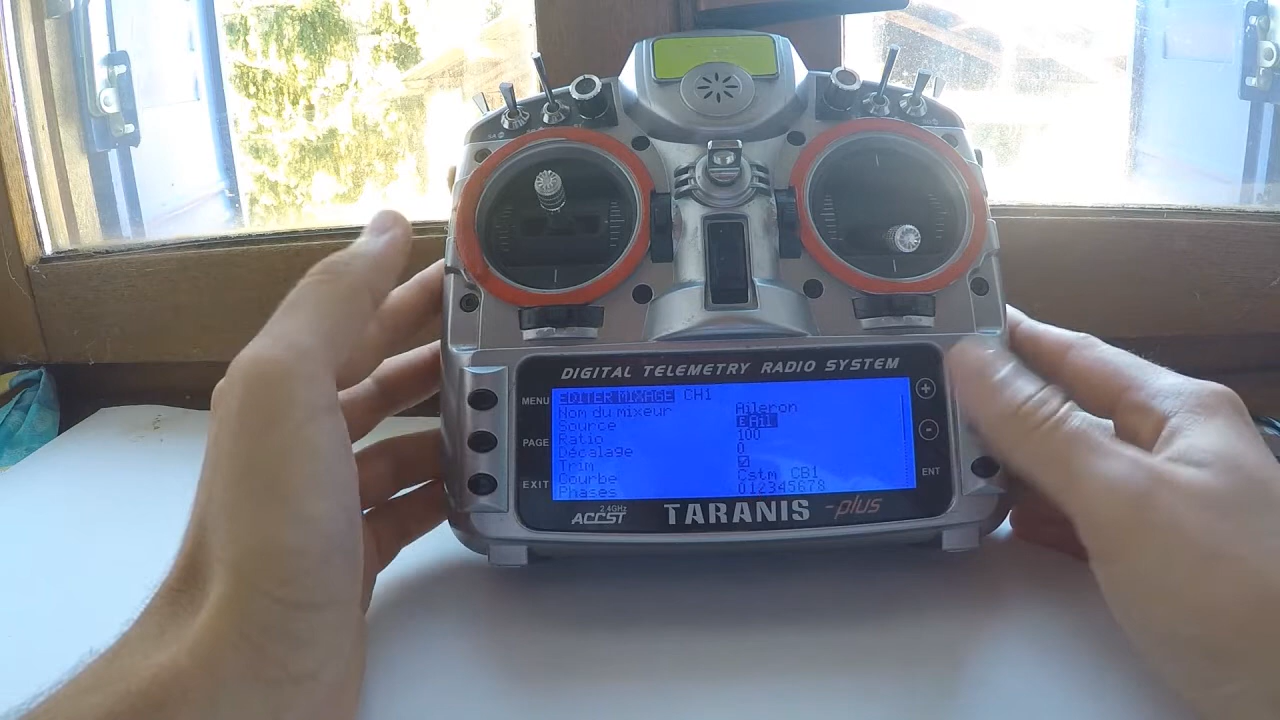 DIGITAL TELEMETRY RADIO SYSTEM
MENU
PAGE
EXIT
EDITER MIXAGE CH1
Nom du mixeur Aileron
Source Ail
Ratio 100
Décalage 0
Trim
Courbe Cstm CB1
Phases 012345678
+
-
ENT
2.4GHz
ACCST
TARANIS -plus